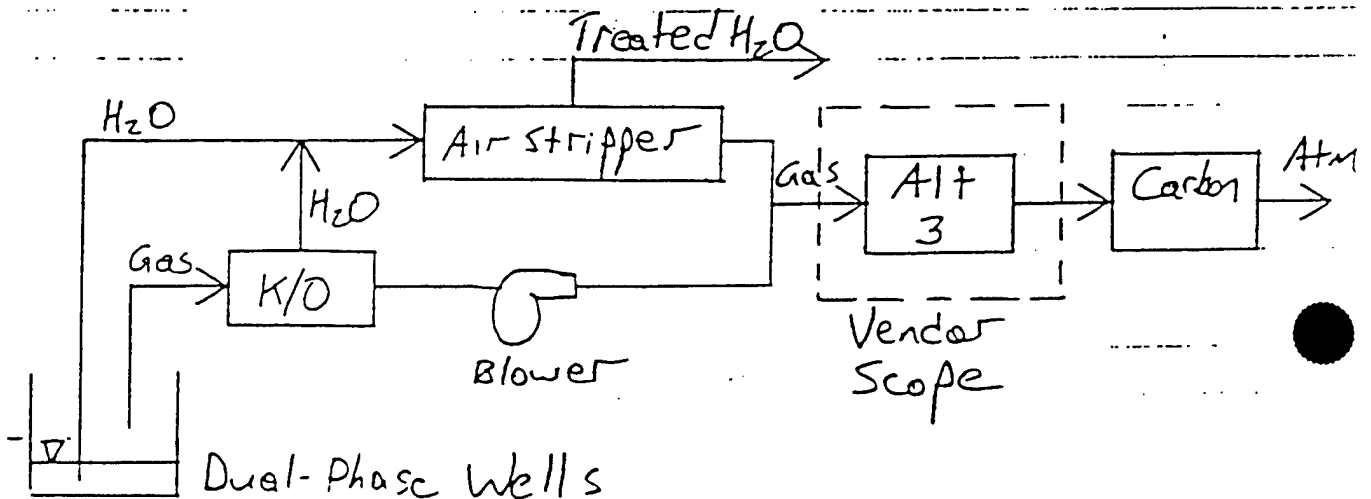 Treated H₂O
H₂O
Air stripper
H₂O
Gas
Alt
3
Carbon
Atm
Gas
K/O
Blower
Vendor
Scope
Dual-Phase Wells